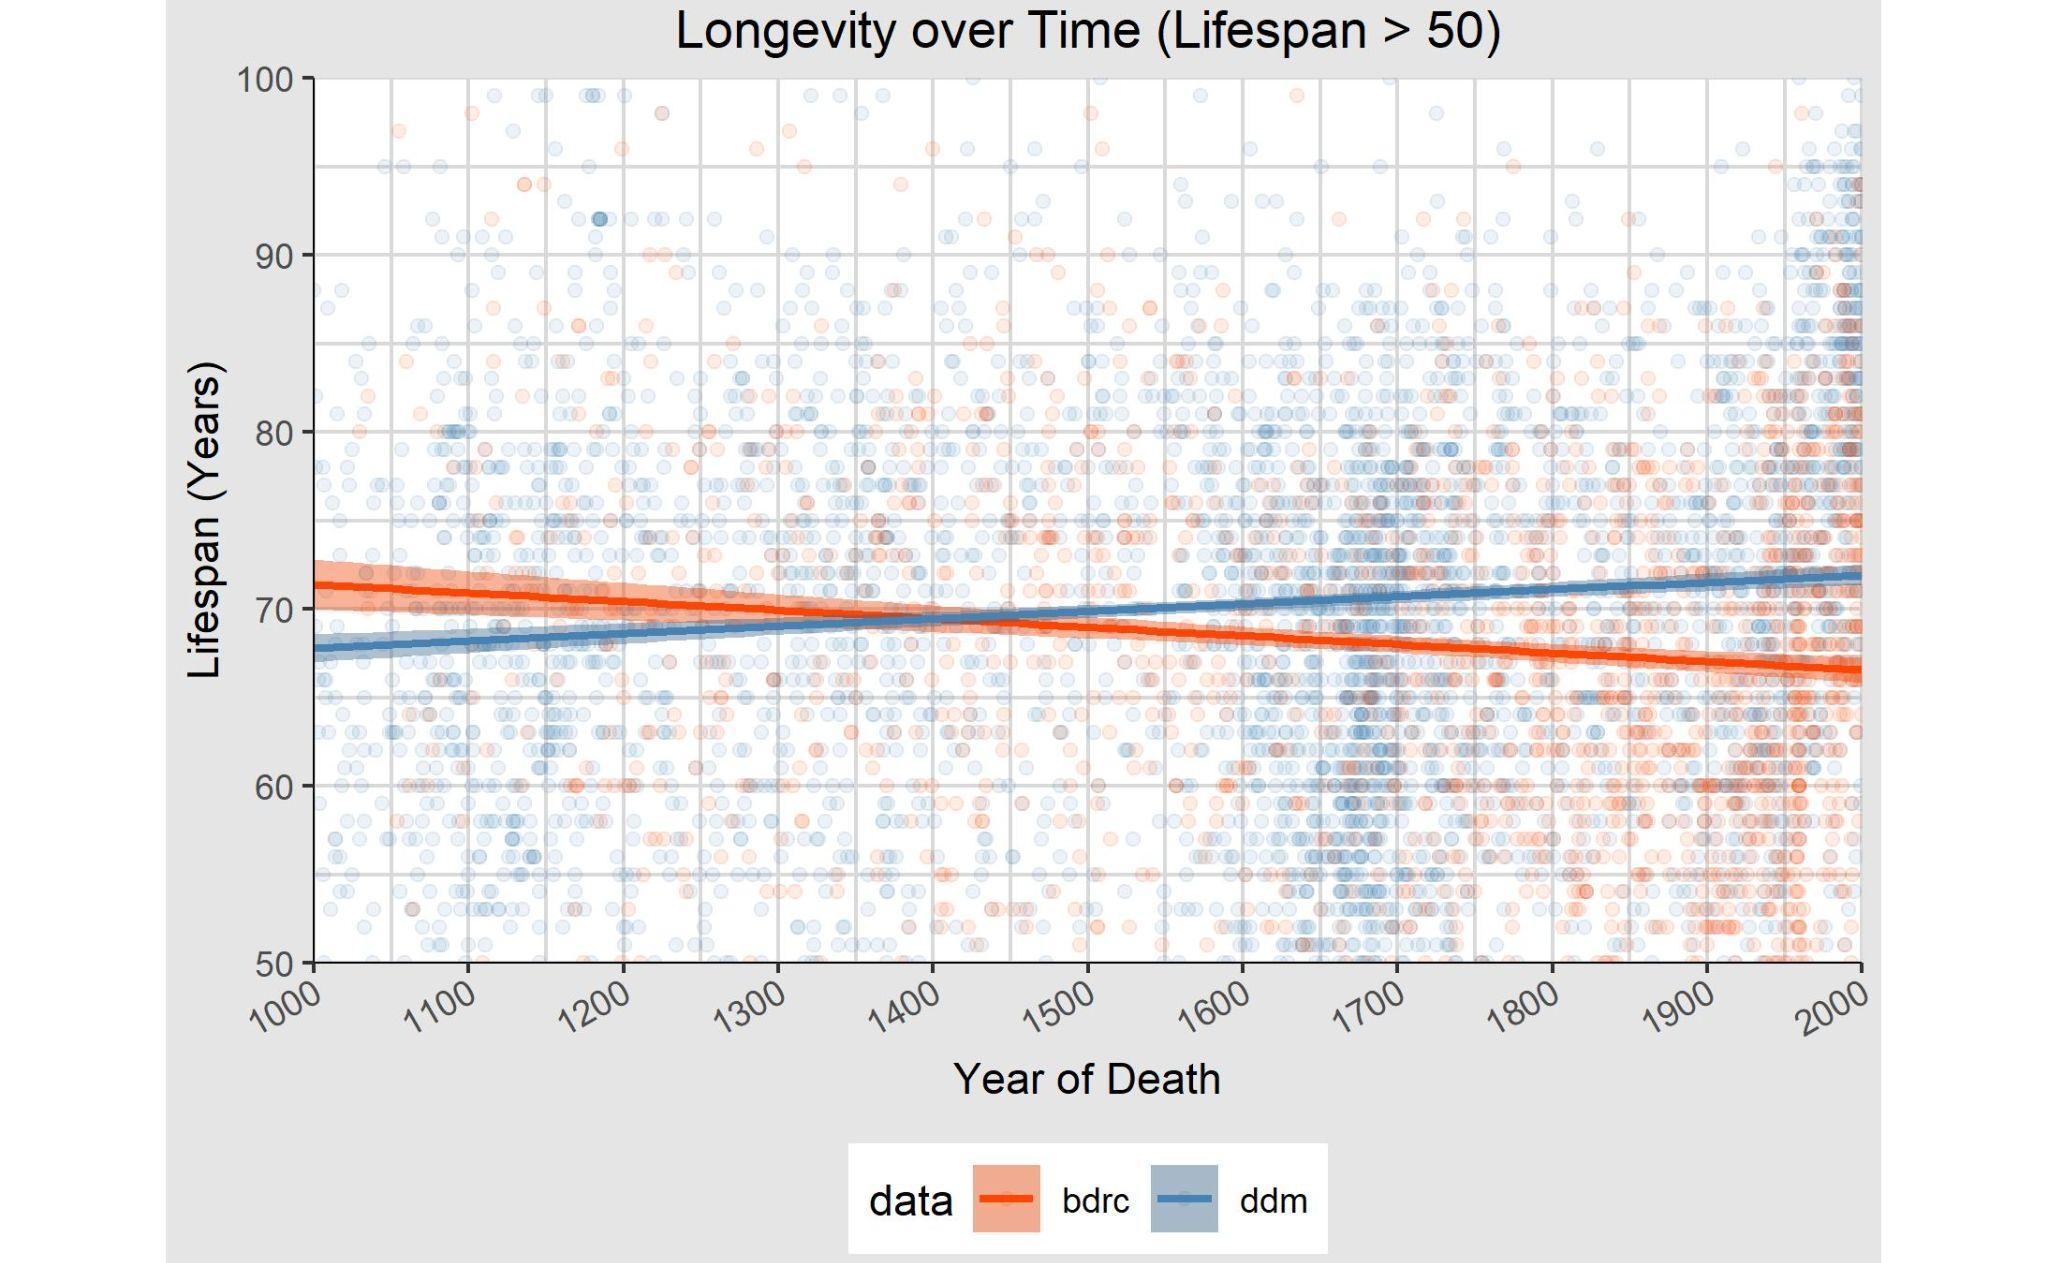 Longevity over Time (Lifespan > 50)
100
90
80
70
60
50
Lifespan (Years)
1000 1100 1200 1300 1400 1500 1600 1700 1800 1900 2000
Year of Death
data bdrc ddm